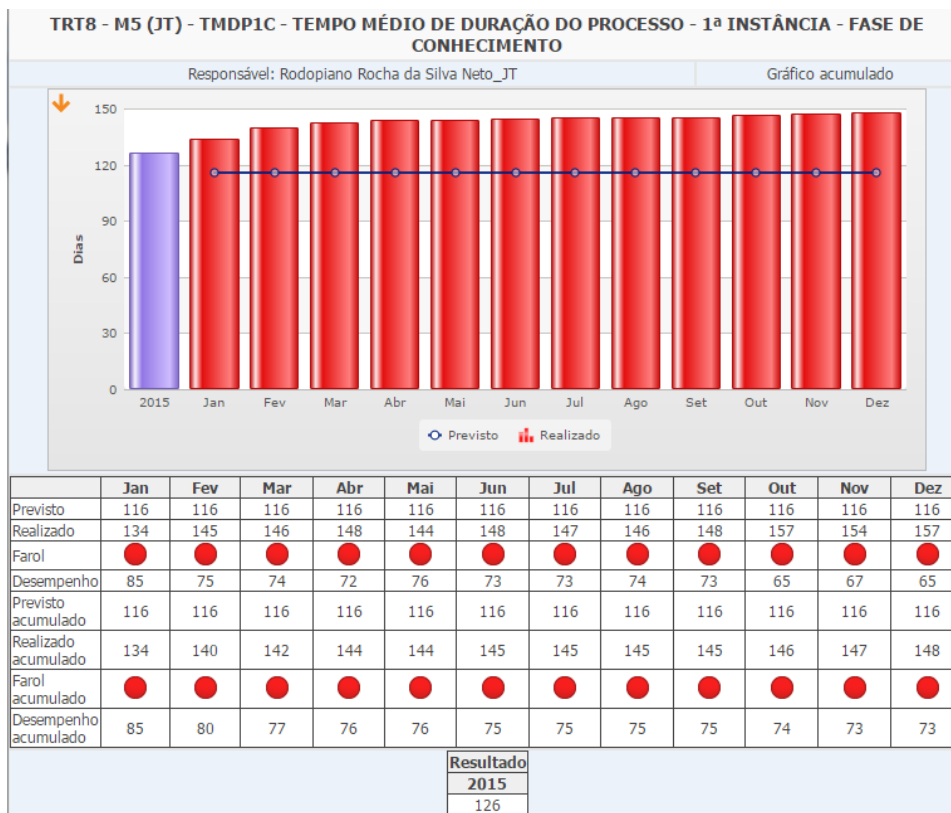 TRT8 - M5 (JT) - TMDP1C - TEMPO MÉDIO DE DURAÇÃO DO PROCESSO - 1ª INSTÂNCIA - FASE DE
CONHECIMENTO
Responsável: Rodopiano Rocha da Silva Neto_JT Gráfico acumulado
150
120
90
60
30
0
Dias
2015 Jan Fev Mar Abr Mai Jun Jul Ago Set Out Nov Dez
Previsto Realizado
Jan Fev Mar Abr Mai Jun Jul Ago Set Out Nov Dez
Previsto 116 116 116 116 116 116 116 116 116 116 116 116
Realizado 134 145 146 148 144 148 147 146 148 157 154 157
Farol
Desempenho 85 75 74 72 76 73 73 74 73 65 67 65
Previsto
acumulado 116 116 116 116 116 116 116 116 116 116 116 116
Realizado
acumulado 134 140 142 144 144 145 145 145 145 146 147 148
Farol
acumulado
Desempenho
acumulado 85 80 77 76 76 75 75 75 75 74 73 73
Resultado
2015
126